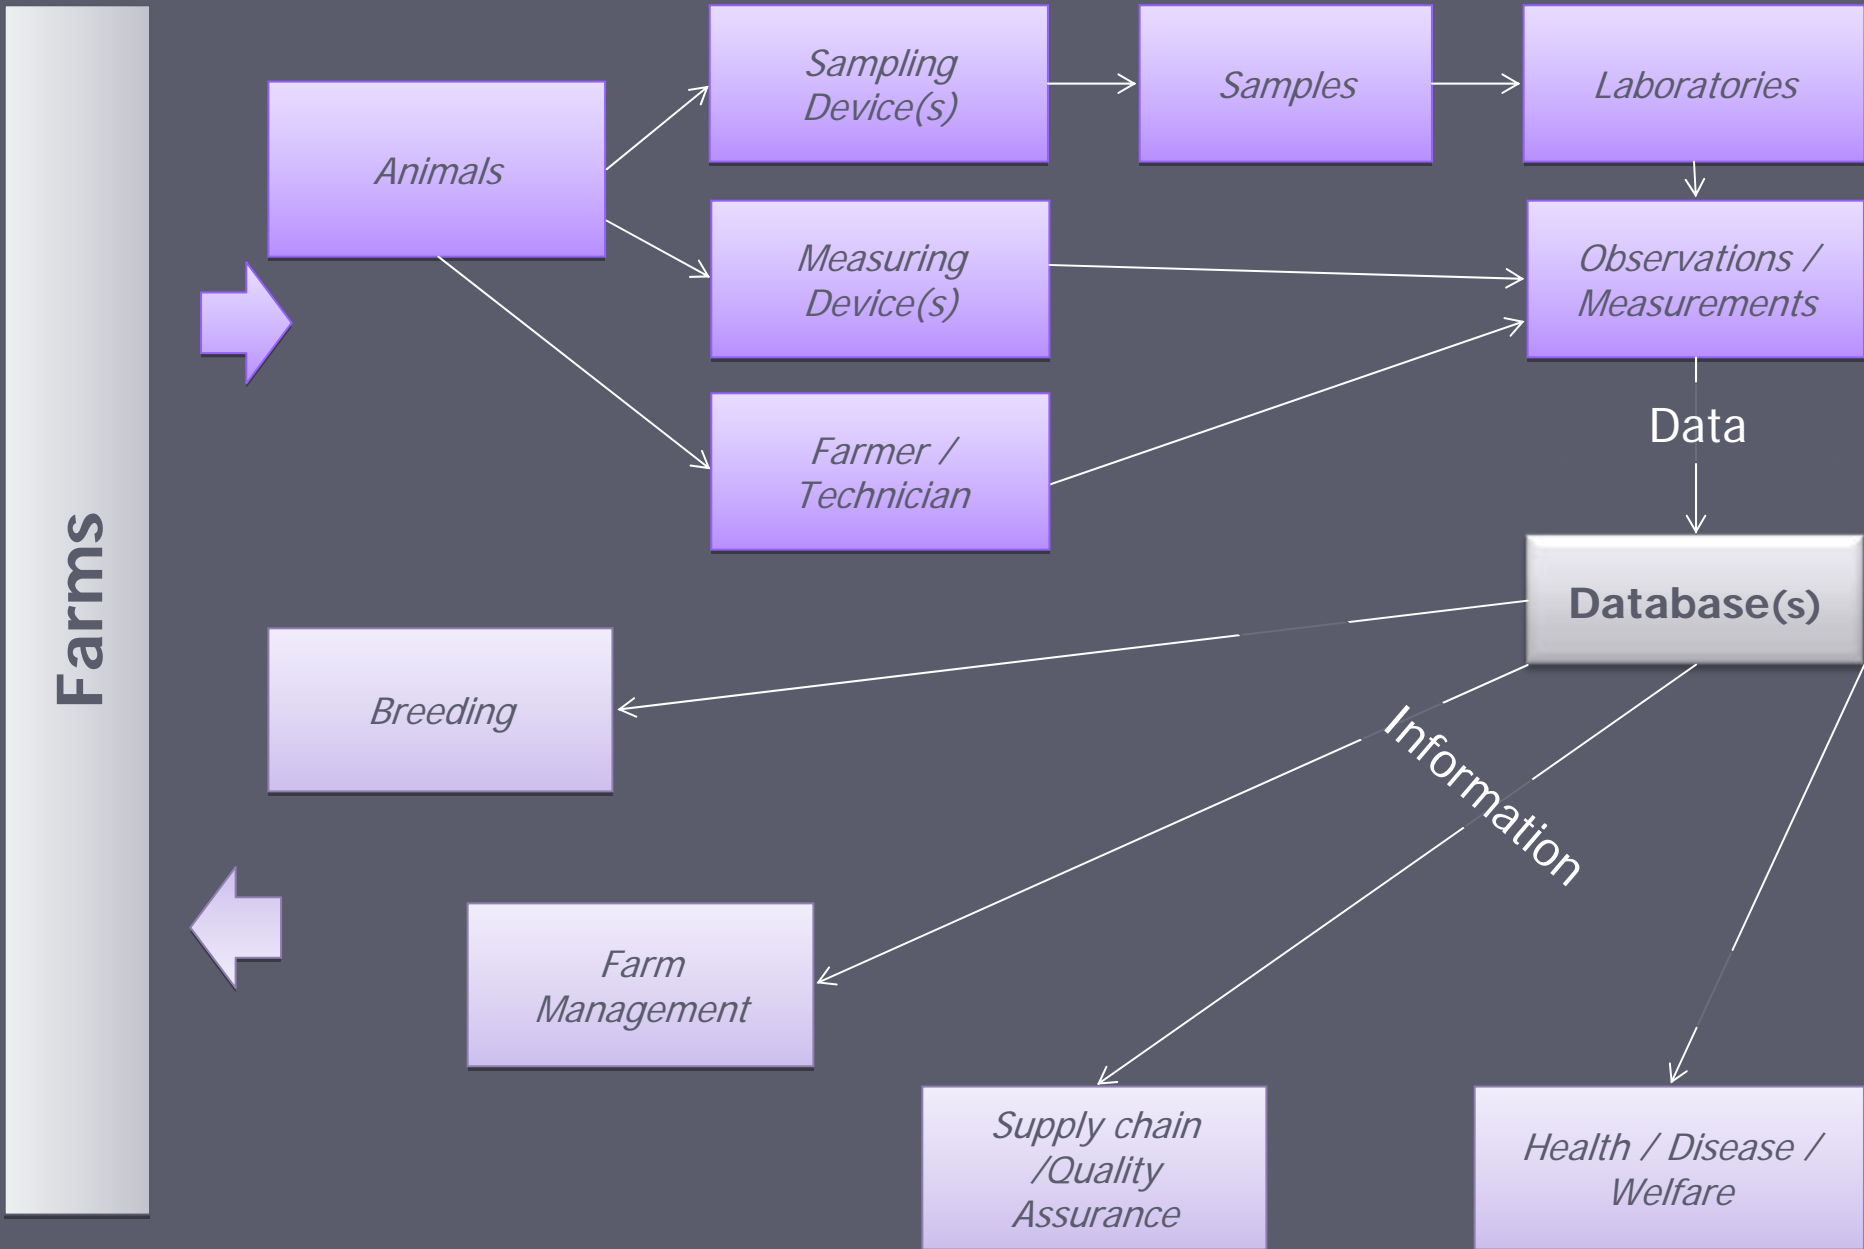 Farms
Animals
Sampling
Device(s)
Samples
Laboratories
Measuring
Device(s)
Observations /
Measurements
Farmer /
Technician
Data
Database(s)
Breeding
Information
Farm
Management
Supply chain
/Quality
Assurance
Health / Disease /
Welfare